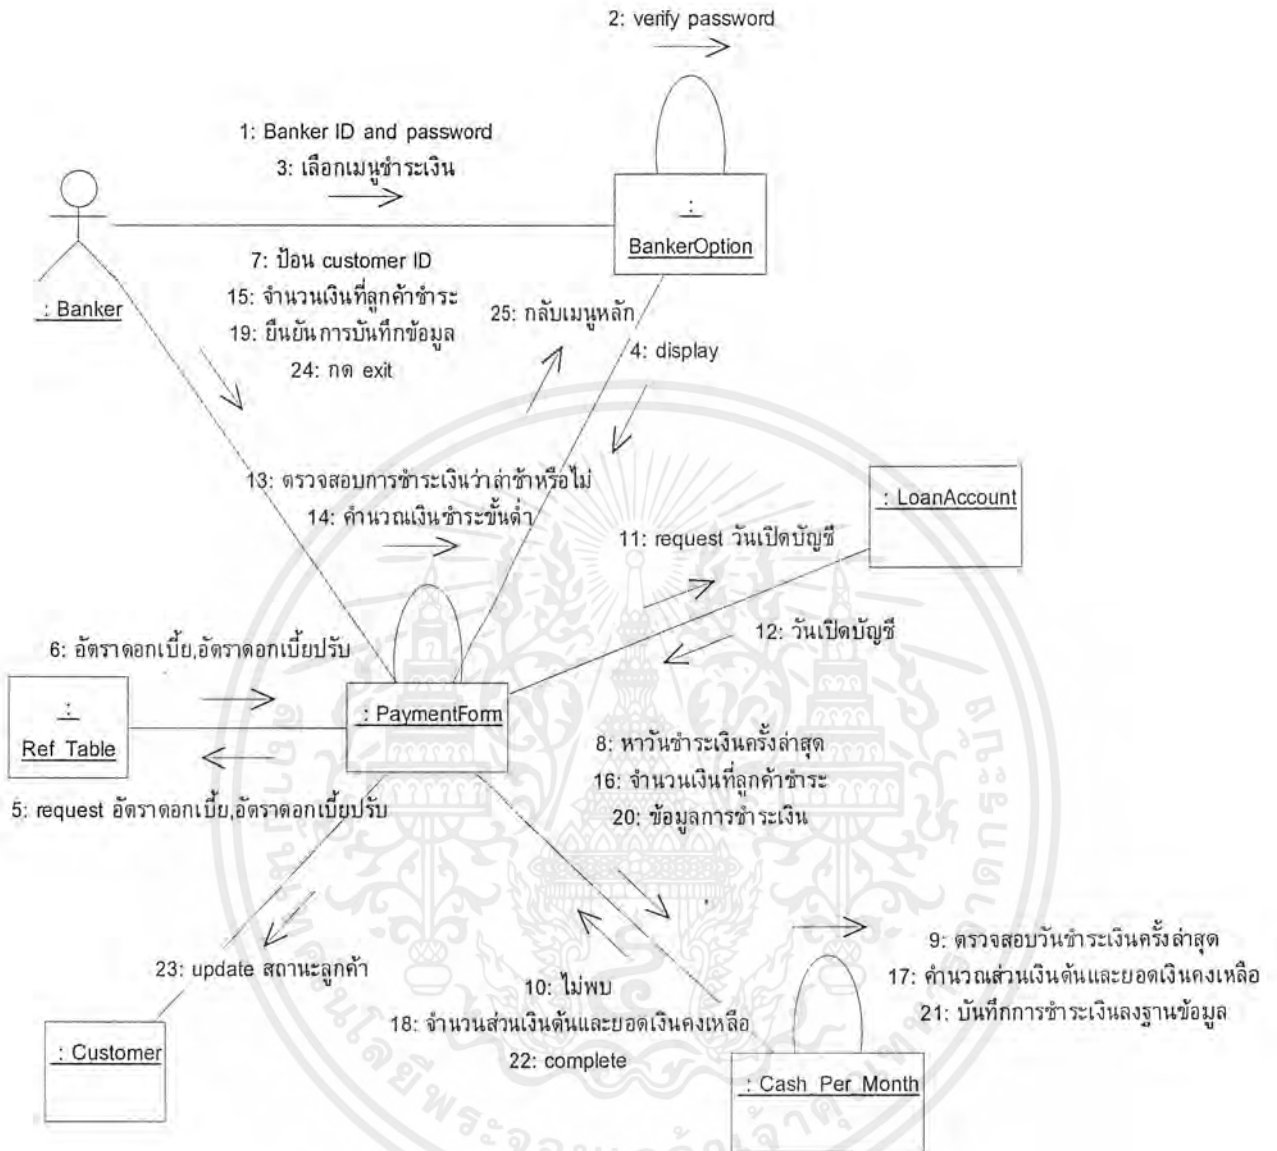 2: verify password
1: Banker ID and password
3: เลือกเมนูชำระเงิน
:
BankerOption
: Banker
7: ป้อน customer ID
15: จำนวนเงินที่ลูกค้าชำระ
19: ยืนยันการบันทึกข้อมูล
24: กด exit
25: กลับเมนูหลัก
4: display
13: ตรวจสอบการชำระเงินว่าล่าช้าหรือไม่
14: คำนวณเงินชำระขั้นต่ำ
: LoanAccount
11: request วันเปิดบัญชี
12: วันเปิดบัญชี
6: อัตราดอกเบี้ย,อัตราดอกเบี้ยปรับ
:
Ref_Table
: PaymentForm
5: request อัตราดอกเบี้ย,อัตราดอกเบี้ยปรับ
8: หาวันชำระเงินครั้งล่าสุด
16: จำนวนเงินที่ลูกค้าชำระ
20: ข้อมูลการชำระเงิน
23: update สถานะลูกค้า
10: ไม่พบ
18: จำนวนส่วนเงินต้นและยอดเงินคงเหลือ
22: complete
9: ตรวจสอบวันชำระเงินครั้งล่าสุด
17: คำนวณส่วนเงินต้นและยอดเงินคงเหลือ
21: บันทึกการชำระเงินลงฐานข้อมูล
: Customer
: Cash_Per_Month